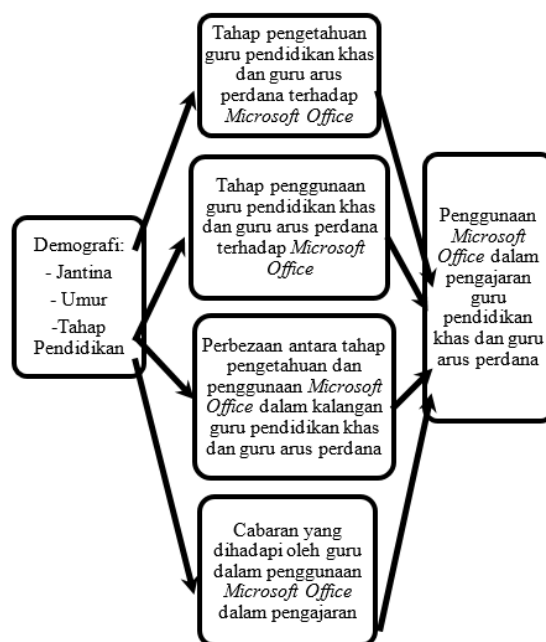 Tahap pengetahuan
guru pendidikan khas
dan guru arus
perdana terhadap
Microsoft Office
Tahap penggunaan
guru pendidikan khas
dan guru arus perdana
terhadap Microsoft
Office
Demografi:
- Jantina
- Umur
-Tahap
Pendidikan
Perbezaan antara tahap
pengetahuan dan
penggunaan Microsoft
Office dalam kalangan
guru pendidikan khas
dan guru arus perdana
Cabaran yang
dihadapi oleh guru
dalam penggunaan
Microsoft Office
dalam pengajaran
Penggunaan
Microsoft
Office dalam
pengajaran
guru
pendidikan
khas dan guru
arus perdana